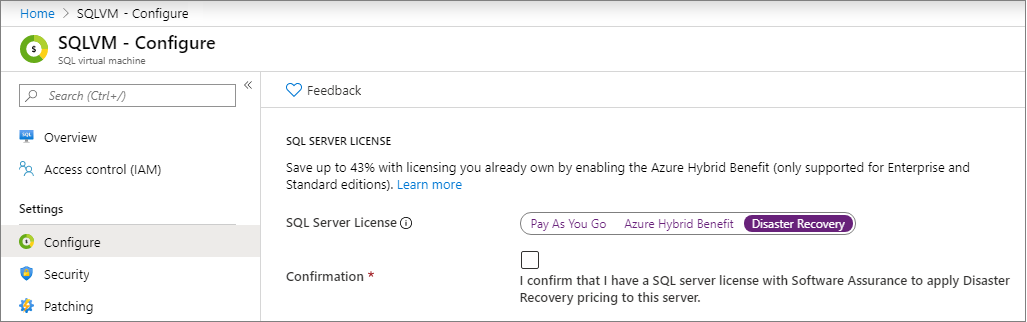 Home > SQLVM - Configure
SQLVM - Configure
SQL virtual machine
Search (Ctrl+/)
«
Overview
Access control (IAM)
Settings
Configure
Security
Patching
Feedback
SQL SERVER LICENSE
Save up to 43% with licensing you already own by enabling the Azure Hybrid Benefit (only supported for Enterprise and
Standard editions). Learn more
SQL Server License
Pay As You Go Azure Hybrid Benefit Disaster Recovery
Confirmation *
I confirm that I have a SQL server license with Software Assurance to apply Disaster
Recovery pricing to this server.